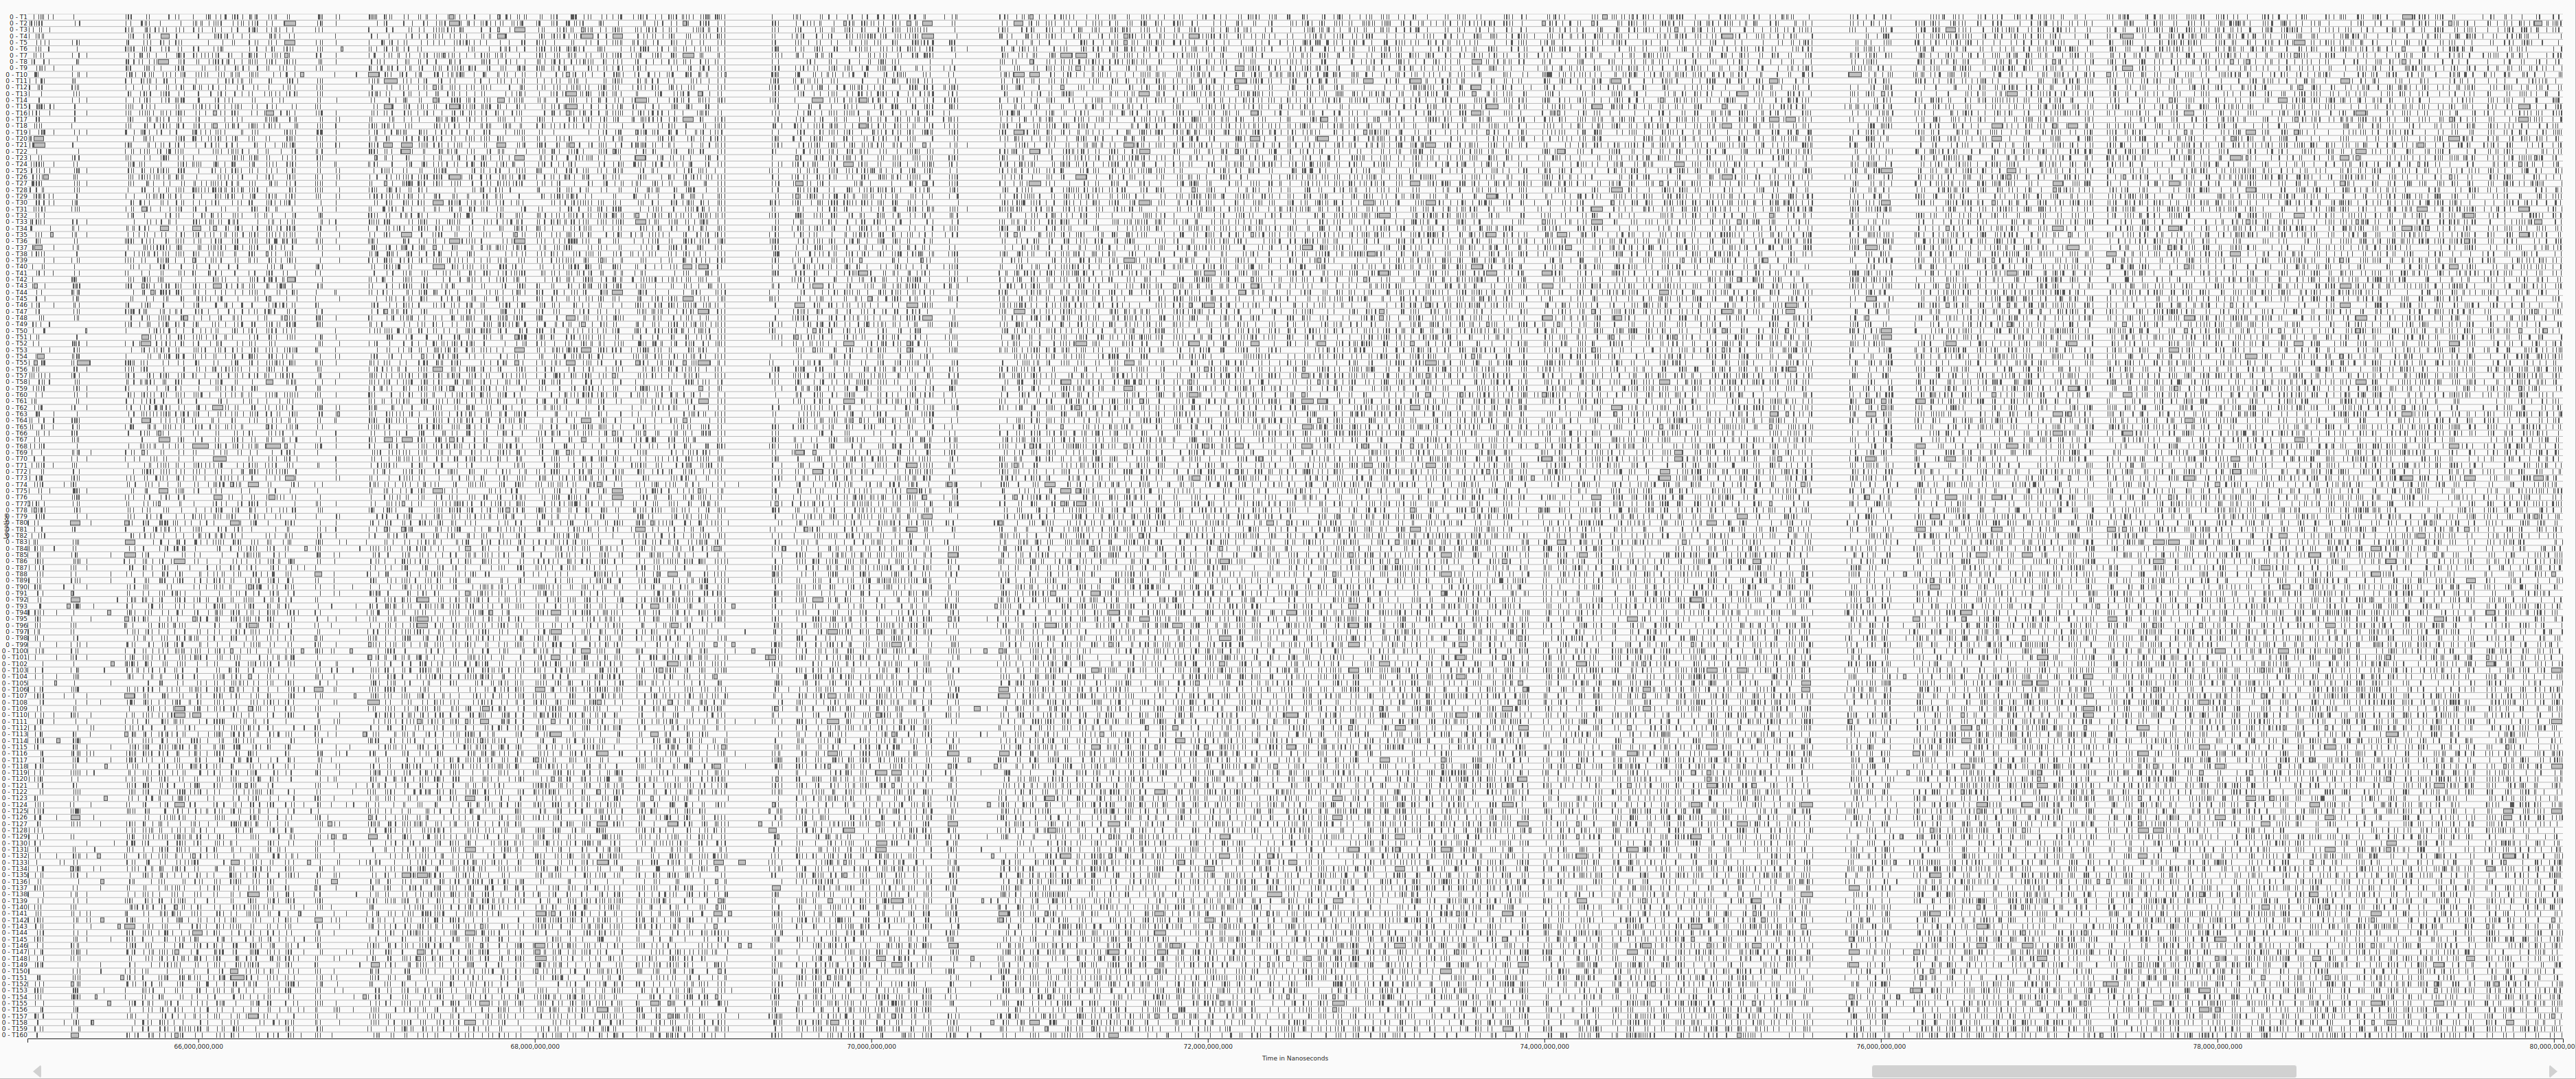 0 - T1
0 - T2
0 - T3
0 - T4
0 - T5
0 - T6
0 - T7
0 - T8
0 - T9
0 - T10
0 - T11
0 - T12
0 - T13
0 - T14
0 - T15
0 - T16
0 - T17
0 - T18
0 - T19
0 - T20
0 - T21
0 - T22
0 - T23
0 - T24
0 - T25
0 - T26
0 - T27
0 - T28
0 - T29
0 - T30
0 - T31
0 - T32
0 - T33
0 - T34
0 - T35
0 - T36
0 - T37
0 - T38
0 - T39
0 - T40
0 - T41
0 - T42
0 - T43
0 - T44
0 - T45
0 - T46
0 - T47
0 - T48
0 - T49
0 - T50
0 - T51
0 - T52
0 - T53
0 - T54
0 - T55
0 - T56
0 - T57
0 - T58
0 - T59
0 - T60
0 - T61
0 - T62
0 - T63
0 - T64
0 - T65
0 - T66
0 - T67
0 - T68
0 - T69
0 - T70
0 - T71
0 - T72
0 - T73
0 - T74
0 - T75
0 - T76
0 - T77
0 - T78
0 - T79
0 - T80
0 - T81
0 - T82
0 - T83
0 - T84
0 - T85
0 - T86
0 - T87
0 - T88
0 - T89
0 - T90
0 - T91
0 - T92
0 - T93
0 - T94
0 - T95
0 - T96
0 - T97
0 - T98
0 - T99
0 - T100
0 - T101
0 - T102
0 - T103
0 - T104
0 - T105
0 - T106
0 - T107
0 - T108
0 - T109
0 - T110
0 - T111
0 - T112
0 - T113
0 - T114
0 - T115
0 - T116
0 - T117
0 - T118
0 - T119
0 - T120
0 - T121
0 - T122
0 - T123
0 - T124
0 - T125
0 - T126
0 - T127
0 - T128
0 - T129
0 - T130
0 - T131
0 - T132
0 - T133
0 - T134
0 - T135
0 - T136
0 - T137
0 - T138
0 - T139
0 - T140
0 - T141
0 - T142
0 - T143
0 - T144
0 - T145
0 - T146
0 - T147
0 - T148
0 - T149
0 - T150
0 - T151
0 - T152
0 - T153
0 - T154
0 - T155
0 - T156
0 - T157
0 - T158
0 - T159
0 - T160
66,000,000,000 68,000,000,000 70,000,000,000 72,000,000,000 74,000,000,000 76,000,000,000 78,000,000,000 80,000,000,00
Time in Nanoseconds